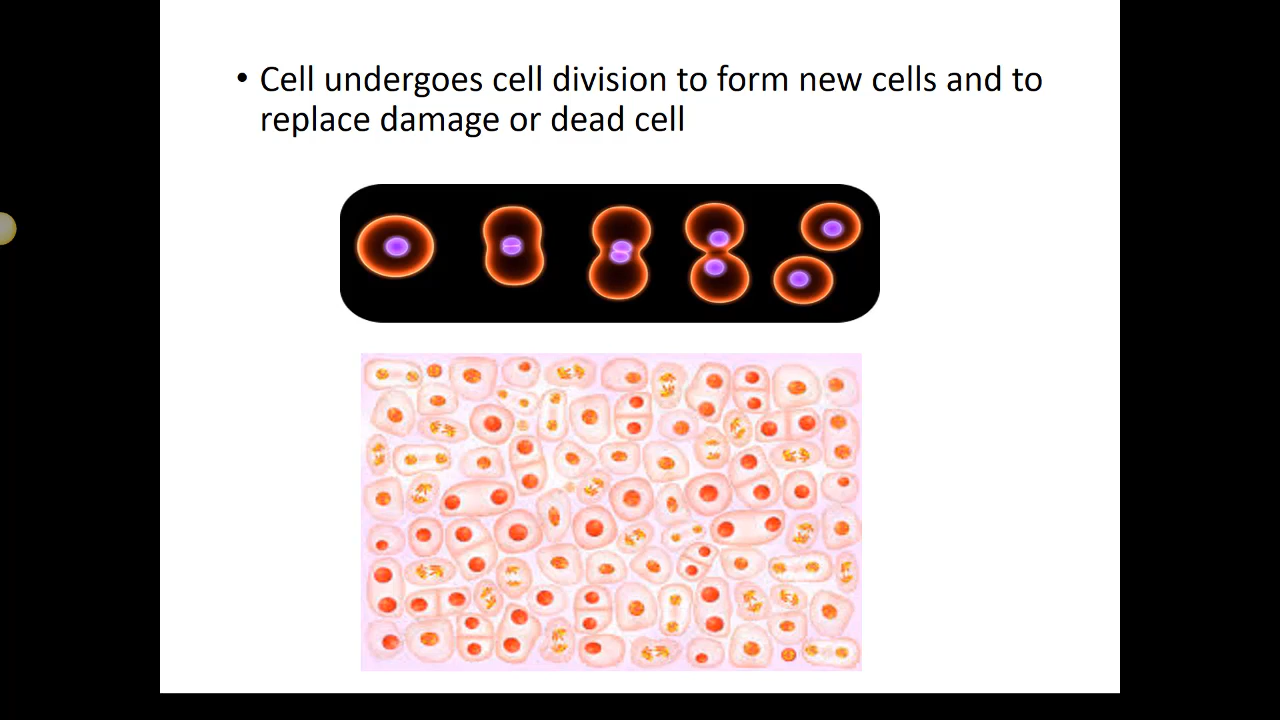 • Cell undergoes cell division to form new cells and to
replace damage or dead cell